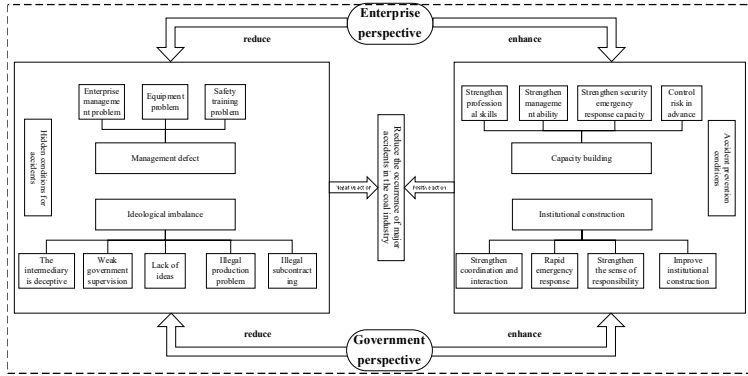 Enterprise
perspective
reduce
enhance
Enterprise
manageme
nt problem
Equipment
problem
Safety
training
problem
Management defect
Hidden conditions for
accidents
Ideological imbalance
The
intermediary
is deceptive
Weak
government
supervision
Lack of
ideas
Illegal
production
problem
Illegal
subcontract
ing
Negative action
Reduce the occurrence of major
accidents in the coal industry
Positive action
Strengthen
profession
al skills
Strengthen
manageme
nt ability
Strengthen security
emergency
response capacity
Control
risk in
advance
Capacity building
Accident prevention
conditions
Institutional construction
Strengthen
coordination and
interaction
Rapid
emergency
response
Strengthen
the sense of
responsibility
Improve
institutional
construction
reduce
enhance
Government
perspective